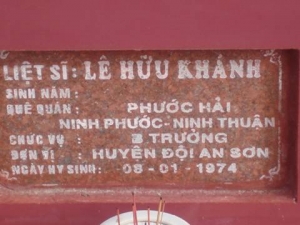 LIỆT SĨ: LÊ HỮU KHÁNH
SINH NĂM :
QUÊ QUÁN : PHƯỚC HẢI
NINH PHƯỚC- NINH THUẬN
CHỨC VỤ : B TRƯỞNG
ĐƠN VỊ : HUYỆN ĐỘI AN SƠN
NGÀY HY SINH: 08-01-1974